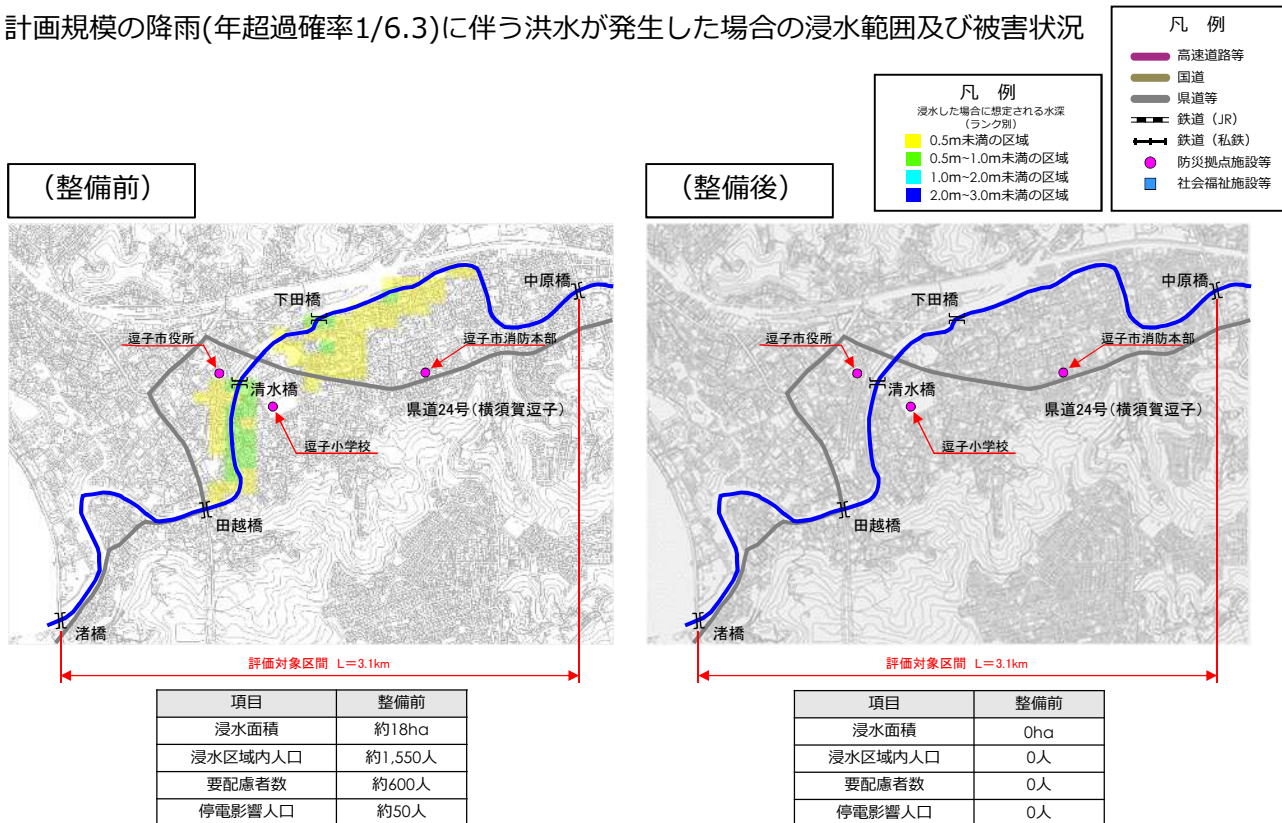 計画規模の降雨(年超過確率1/6.3)に伴う洪水が発生した場合の浸水範囲及び被害状況
凡 例
高速道路等
国道
県道等
鉄道（JR）
鉄道（私鉄）
防災拠点施設等
社会福祉施設等
凡 例
浸水した場合に想定される水深
（ランク別）
0.5m未満の区域
0.5m~1.0m未満の区域
1.0m~2.0m未満の区域
2.0m~3.0m未満の区域
（整備前）
中原橋
下田橋
逗子市役所
逗子市消防本部
清水橋
県道24号(横須賀逗子)
逗子小学校
田越橋
渚橋
評価対象区間 L＝3.1km
項目 整備前
浸水面積 約18ha
浸水区域内人口 約1,550人
要配慮者数 約600人
停電影響人口 約50人
（整備後）
中原橋
下田橋
逗子市役所
逗子市消防本部
清水橋
県道24号(横須賀逗子)
逗子小学校
田越橋
渚橋
評価対象区間 L＝3.1km
項目 整備前
浸水面積 0ha
浸水区域内人口 0人
要配慮者数 0人
停電影響人口 0人